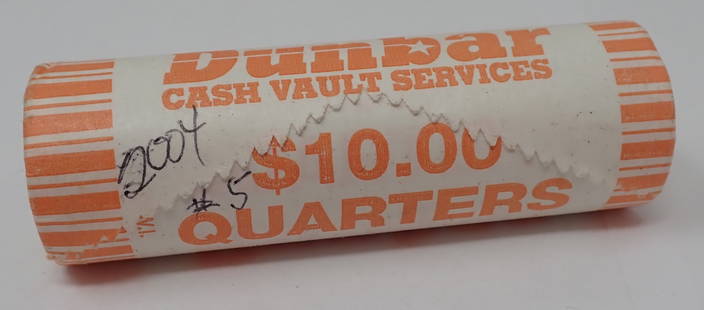 Dunbar
CASH VAULT SERVICES
2004
$10.00
# 5
QUARTERS